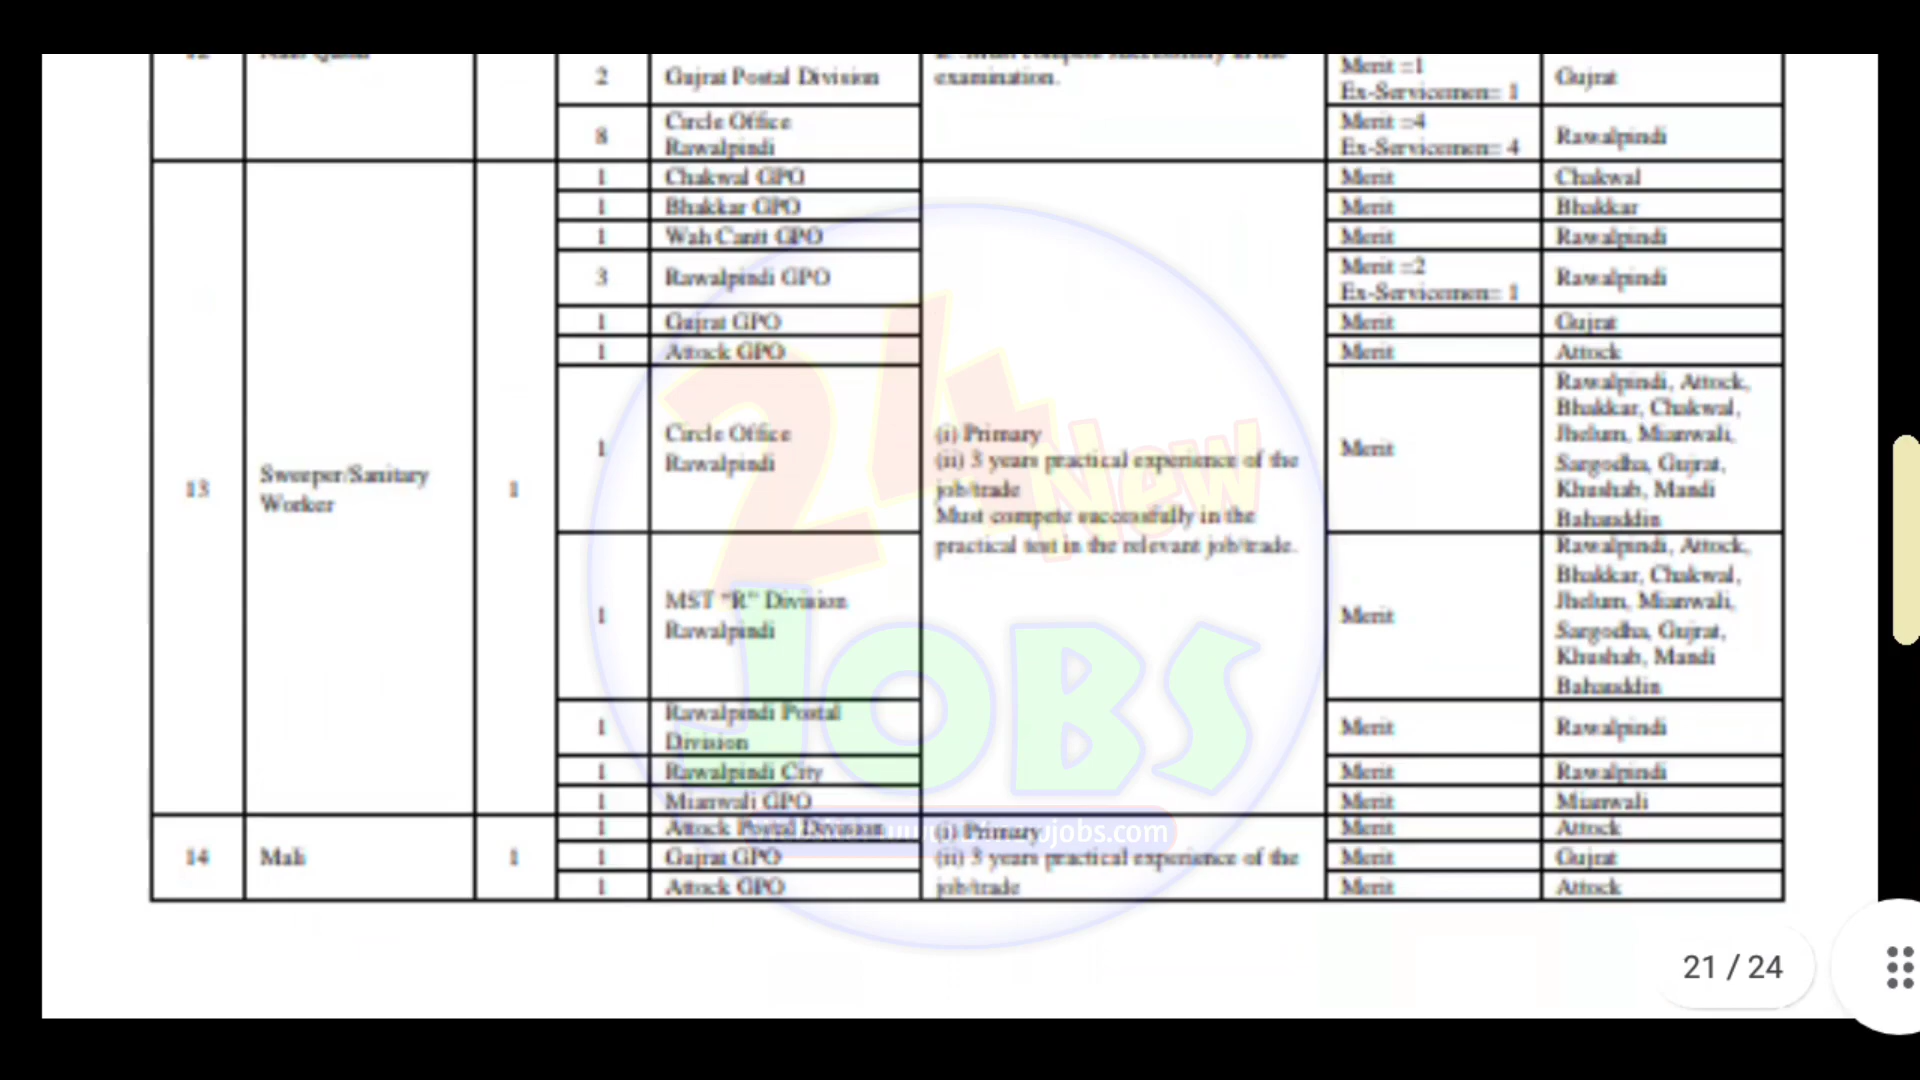 2 Gujrat Postal Division examination. Merit =1 Gujrat
Ex-Servicemen= 1
8 Circle Office Merit =4 Rawalpindi
Rawalpindi Ex-Servicemen= 4
13 Sweeper/Sanitary 1
Worker
1 Chakwal GPO Merit Chakwal
1 Bhakkar GPO Merit Bhakkar
1 Wah Cantt GPO Merit Rawalpindi
3 Rawalpindi GPO Merit =2 Rawalpindi
Ex-Servicemen= 1
1 Gujrat GPO Merit Gujrat
1 Attock GPO Merit Attock
1 Circle Office Merit
Rawalpindi
Rawalpindi, Attock,
Bhakkar, Chakwal,
Jhelum, Mianwali,
Sargodha, Gujrat,
Khushab, Mandi
Bahauddin
(i) Primary
(ii) 3 years practical experience of the
job/trade
Must compete successfully in the
practical test in the relevant job/trade.
1 MST "R" Division Merit
Rawalpindi
Rawalpindi, Attock,
Bhakkar, Chakwal,
Jhelum, Mianwali,
Sargodha, Gujrat,
Khushab, Mandi
Bahauddin
1 Rawalpindi Postal Merit Rawalpindi
Division
1 Rawalpindi City Merit Rawalpindi
1 Mianwali GPO Merit Mianwali
14 Mali 1
1 Attock Postal Division (i) Primary Merit Attock
1 Gujrat GPO (ii) 3 years practical experience of the Merit Gujrat
1 Attock GPO job/trade Merit Attock
24 New
JOBS
21 / 24